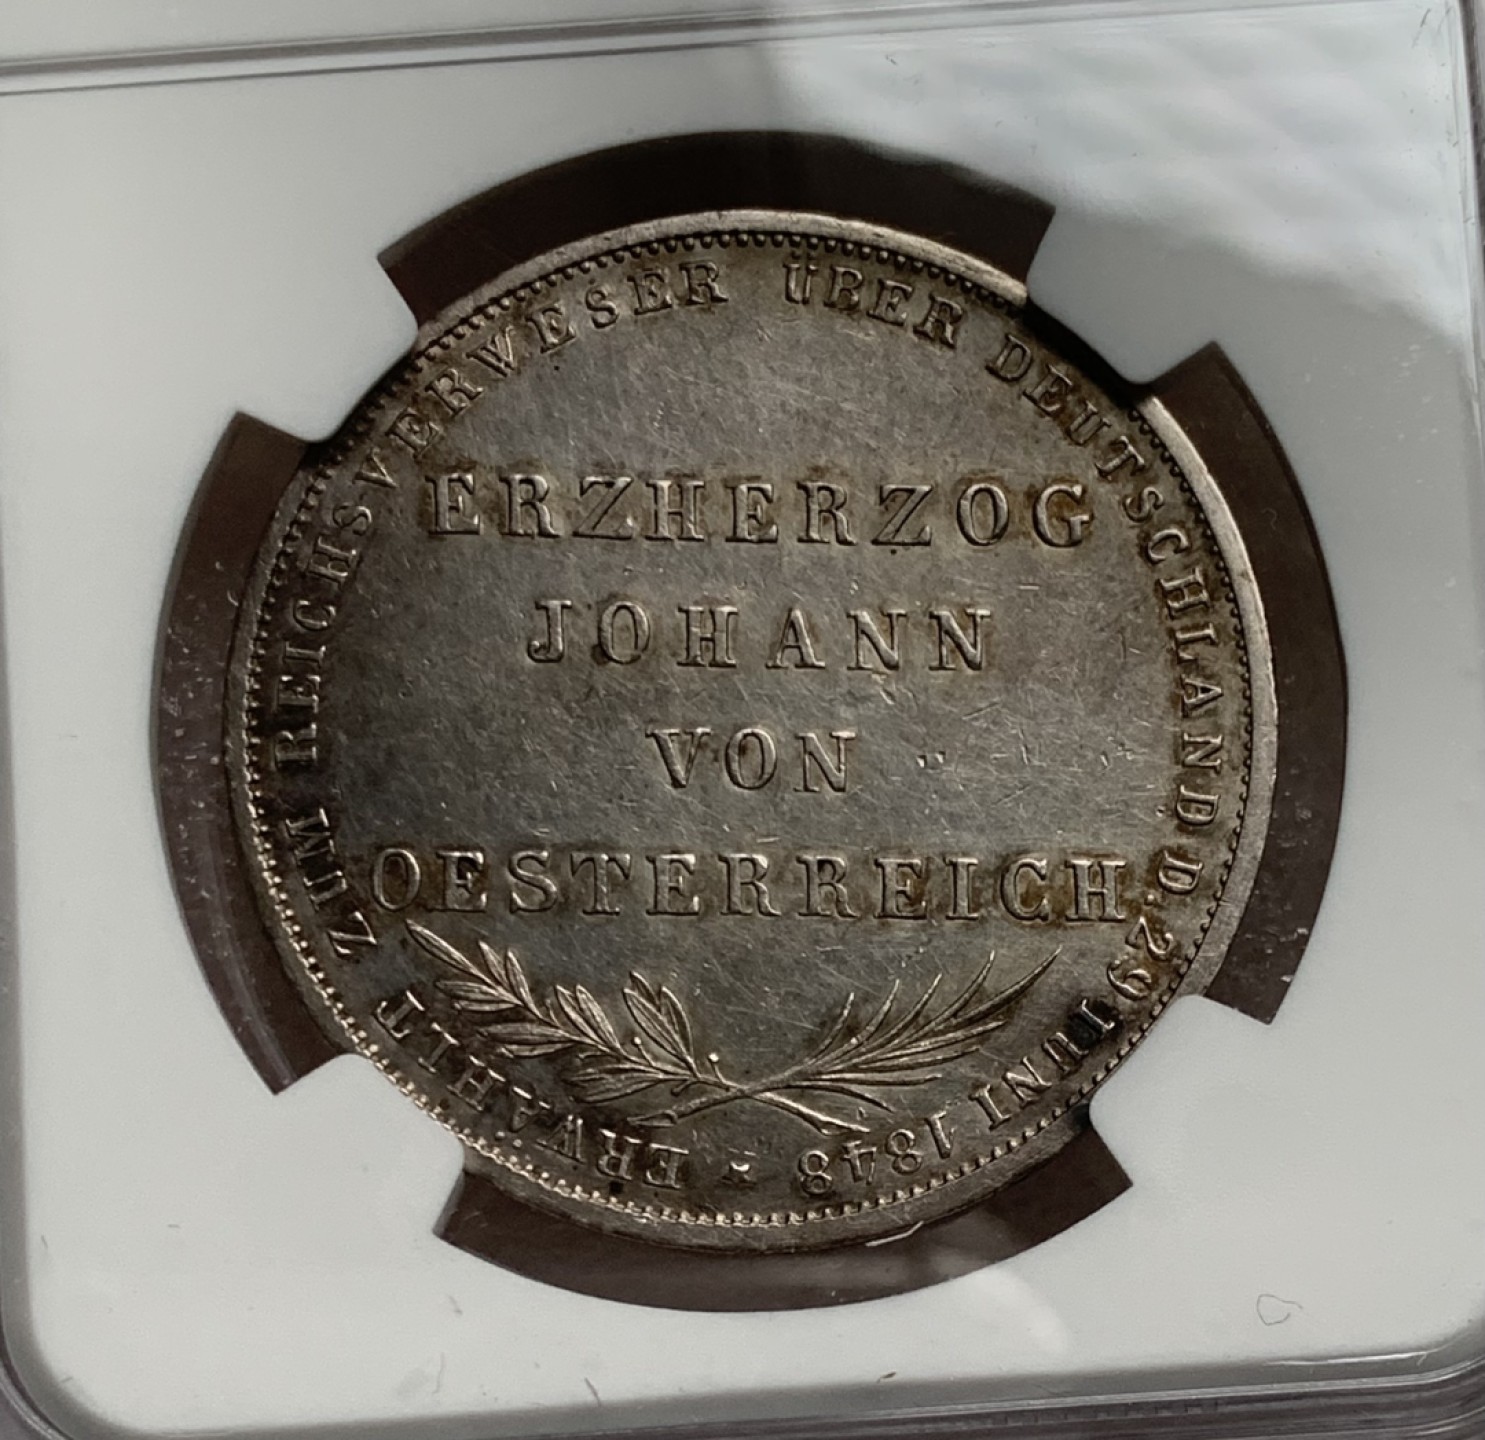 ERZHERZOG
JOHANN
VON
OESTERREICH
ERWÄHLT ZUM REICHSVERWESER ÜBER DEUTSCHLAND D. 29 JUNI 1848